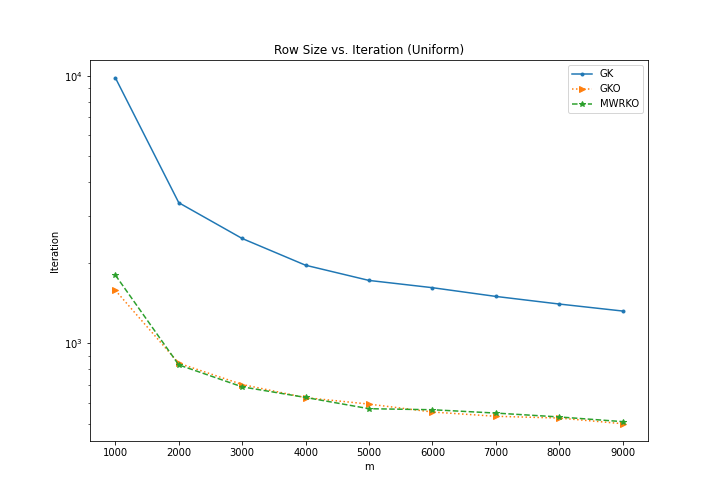 Row Size vs. Iteration (Uniform)
GK
GKO
MWRKO
Iteration
10^4
10^3
1000 2000 3000 4000 5000 6000 7000 8000 9000
m